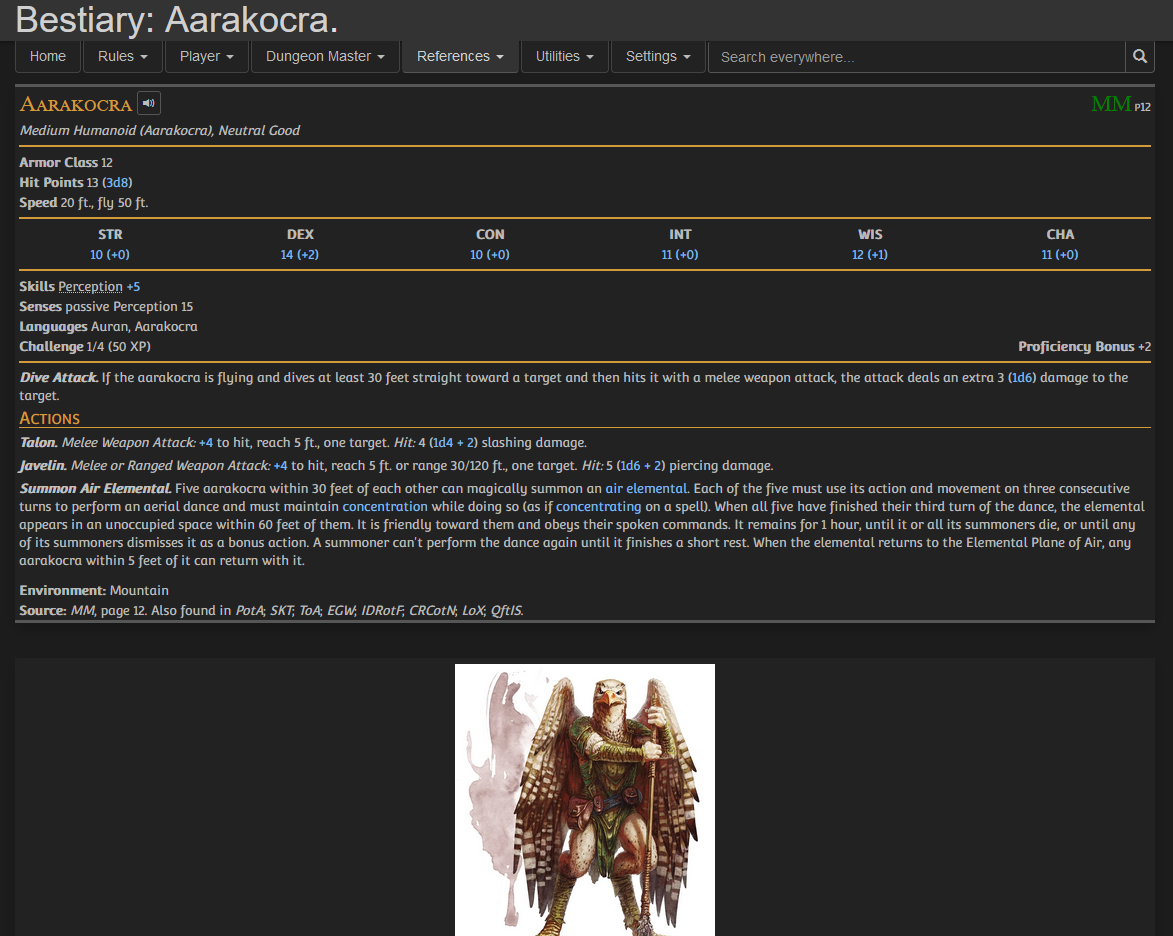 Bestiary: Aarakocra.
Home Rules Player Dungeon Master References Utilities Settings Search everywhere...
Aarakocra MM p12
Medium Humanoid (Aarakocra), Neutral Good
Armor Class 12
Hit Points 13 (3d8)
Speed 20 ft., fly 50 ft.
STR DEX CON INT WIS CHA
10 (+0) 14 (+2) 10 (+0) 11 (+0) 12 (+1) 11 (+0)
Skills Perception +5
Senses passive Perception 15
Languages Auran, Aarakocra
Challenge 1/4 (50 XP) Proficiency Bonus +2
Dive Attack. If the aarakocra is flying and dives at least 30 feet straight toward a target and then hits it with a melee weapon attack, the attack deals an extra 3 (1d6) damage to the
target.
Actions
Talon. Melee Weapon Attack: +4 to hit, reach 5 ft., one target. Hit: 4 (1d4 + 2) slashing damage.
Javelin. Melee or Ranged Weapon Attack: +4 to hit, reach 5 ft. or range 30/120 ft., one target. Hit: 5 (1d6 + 2) piercing damage.
Summon Air Elemental. Five aarakocra within 30 feet of each other can magically summon an air elemental. Each of the five must use its action and movement on three consecutive
turns to perform an aerial dance and must maintain concentration while doing so (as if concentrating on a spell). When all five have finished their third turn of the dance, the elemental
appears in an unoccupied space within 60 feet of them. It is friendly toward them and obeys their spoken commands. It remains for 1 hour, until it or all its summoners die, or until any
of its summoners dismisses it as a bonus action. A summoner can't perform the dance again until it finishes a short rest. When the elemental returns to the Elemental Plane of Air, any
aarakocra within 5 feet of it can return with it.
Environment: Mountain
Source: MM, page 12. Also found in PotA; SKT; ToA; EGW; IDRotF; CRCotN; LoX; QftIS.